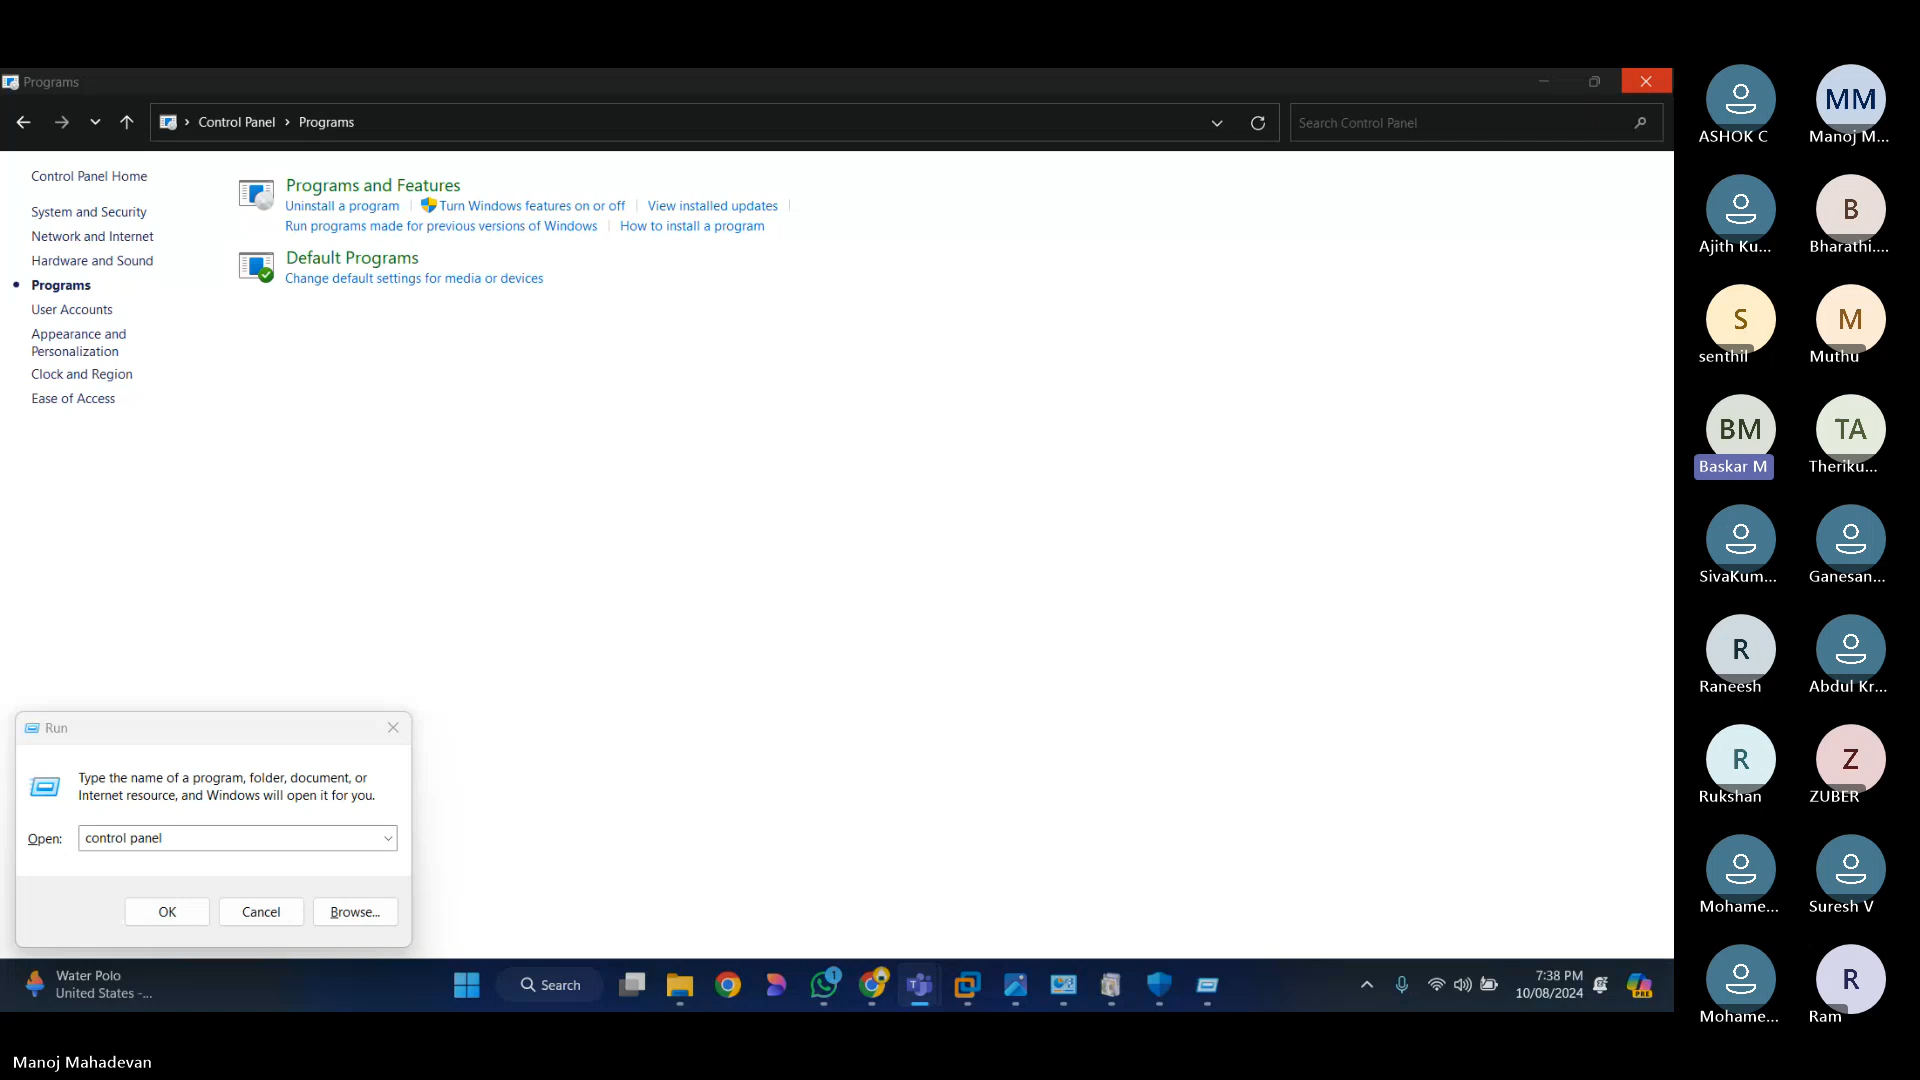 Programs
Control Panel
Programs
Search Control Panel
Control Panel Home
System and Security
Network and Internet
Hardware and Sound
Programs
User Accounts
Appearance and
Personalization
Clock and Region
Ease of Access
Programs and Features
Uninstall a program
Turn Windows features on or off
View installed updates
Run programs made for previous versions of Windows
How to install a program
Default Programs
Change default settings for media or devices
Run
Type the name of a program, folder, document, or
Internet resource, and Windows will open it for you.
Open:
control panel
OK
Cancel
Browse...
Water Polo
United States -...
Search
1
7:38 PM
10/08/2024
PRE
ASHOK C
MM
Manoj M...
Ajith Ku...
B
Bharathi....
S
senthil
M
Muthu
BM
Baskar M
TA
Theriku...
SivaKum...
Ganesan...
R
Raneesh
Abdul Kr...
R
Rukshan
Z
ZUBER
Mohame...
Suresh V
Mohame...
R
Ram
Manoj Mahadevan